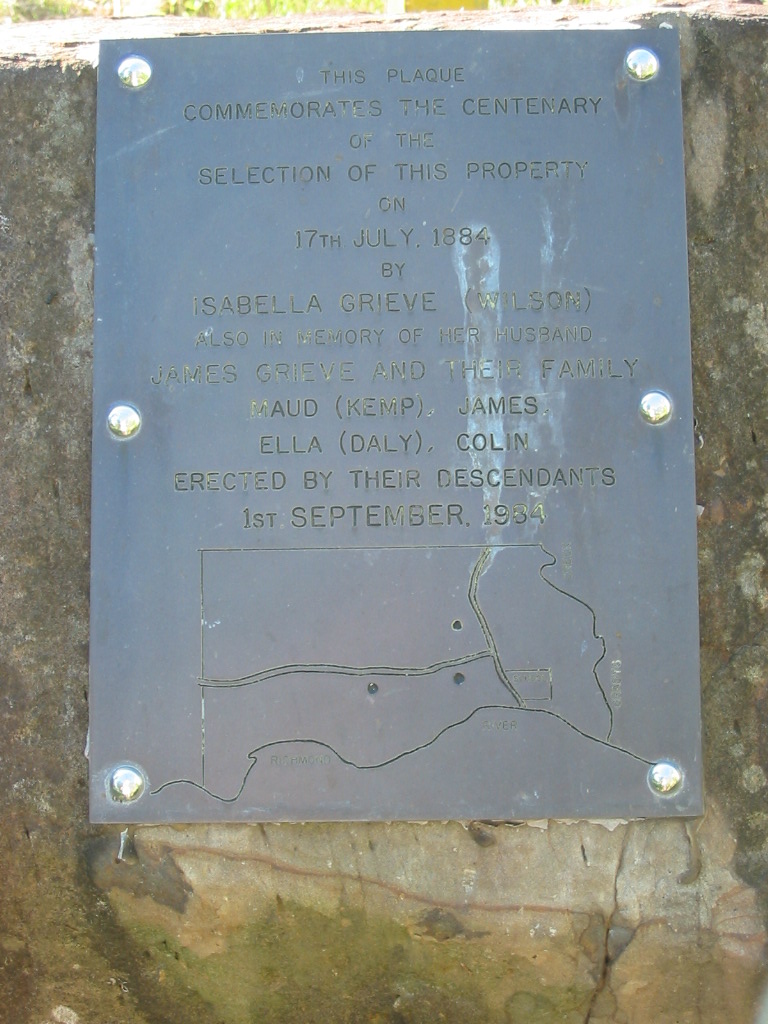 THIS PLAQUE
COMMEMORATES THE CENTENARY
OF THE
SELECTION OF THIS PROPERTY
ON
17TH JULY, 1884
BY
ISABELLA GRIEVE (WILSON)
ALSO IN MEMORY OF HER HUSBAND
JAMES GRIEVE AND THEIR FAMILY
MAUD (KEMP), JAMES,
ELLA (DALY), COLIN.
ERECTED BY THEIR DESCENDANTS
1ST SEPTEMBER, 1984
RIVER
RICHMOND